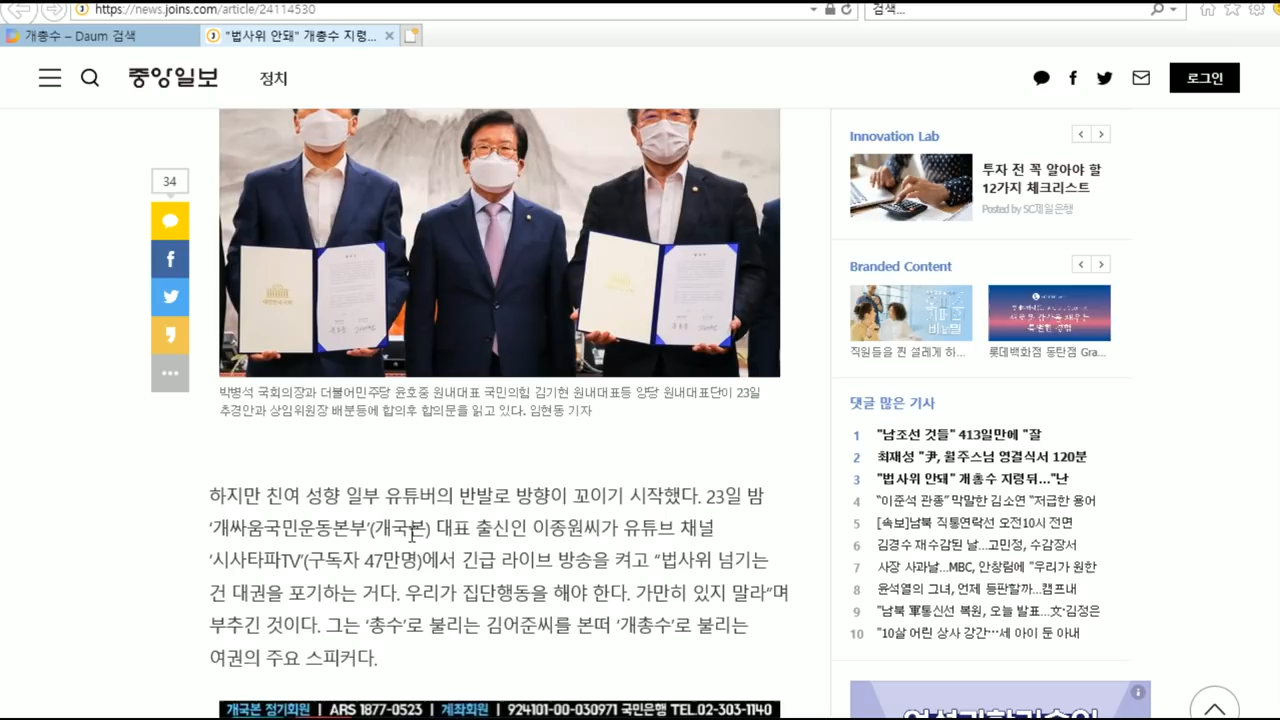 https://news.joins.com/article/24114530
검색...
개총수 – Daum 검색
"법사위 안돼" 개총수 지령...
중앙일보
정치
로그인
34
박병석 국회의장과 더불어민주당 윤호중 원내대표 국민의힘 김기현 원내대표등 양당 원내대표단이 23일
추경안과 상임위원장 배분등에 합의후 합의문을 읽고 있다. 임현동 기자
하지만 친여 성향 일부 유튜버의 반발로 방향이 꼬이기 시작했다. 23일 밤
‘개싸움국민운동본부’(개국본) 대표 출신인 이종원씨가 유튜브 채널
‘시사타파TV’(구독자 47만명)에서 긴급 라이브 방송을 켜고 “법사위 넘기는
건 대권을 포기하는 거다. 우리가 집단행동을 해야 한다. 가만히 있지 말라”며
부추긴 것이다. 그는 ‘총수’로 불리는 김어준씨를 본떠 ‘개총수’로 불리는
여권의 주요 스피커다.
개국본 정기회원 | ARS 1877-0523 | 계좌회원 | 924101-00-030971 국민은행 TEL.02-303-1140
Innovation Lab
투자 전 꼭 알아야 할
12가지 체크리스트
Posted by SC제일은행
Branded Content
직원들을 찐 설레게 하...
롯데백화점 동탄점 Gra...
댓글 많은 기사
1 "남조선 것들" 413일만에 "잘
2 최재성 "尹, 월주스님 영결식서 120분
3 "법사위 안돼" 개총수 지령뒤..."난
4 "이준석 관종" 막말한 김소연 "저급한 용어
5 [속보]남북 직통연락선 오전10시 전면
6 김경수 재수감된 날...고민정, 수감장서
7 사장 사과날...MBC, 안창림에 "우리가 원한
8 윤석열의 그녀, 언제 등판할까...캠프내
9 "남북 軍통신선 복원, 오늘 발표...文·김정은
10 "10살 어린 상사 강간…세 아이 둔 아내